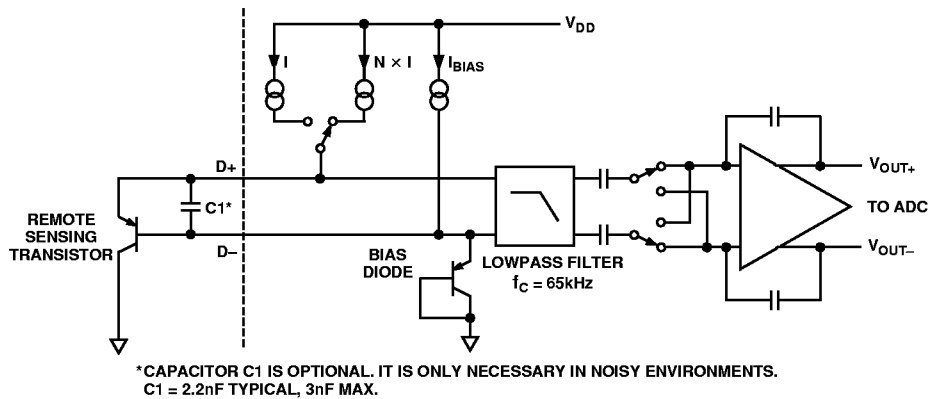 V_DD
I
N × I
I_BIAS
D+
C1*
REMOTE
SENSING
TRANSISTOR
D–
BIAS
DIODE
LOWPASS FILTER
f_C = 65kHz
V_OUT+
TO ADC
V_OUT–
*CAPACITOR C1 IS OPTIONAL. IT IS ONLY NECESSARY IN NOISY ENVIRONMENTS.
C1 = 2.2nF TYPICAL, 3nF MAX.